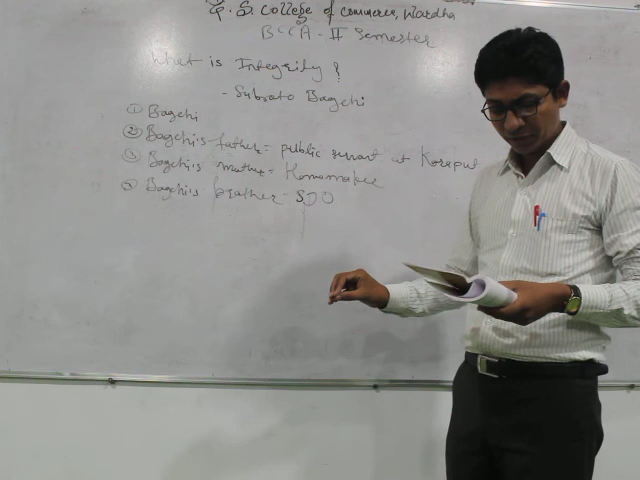 G. S. College of commerce, Wardha
BCCA - II Semester
What is Integrity?
- Subrato Bagchi
① Bagchi
② Bagchi's father = public servant at Koraput
③ Bagchi's mother = Homemaker
④ Bagchi's brother - SDO